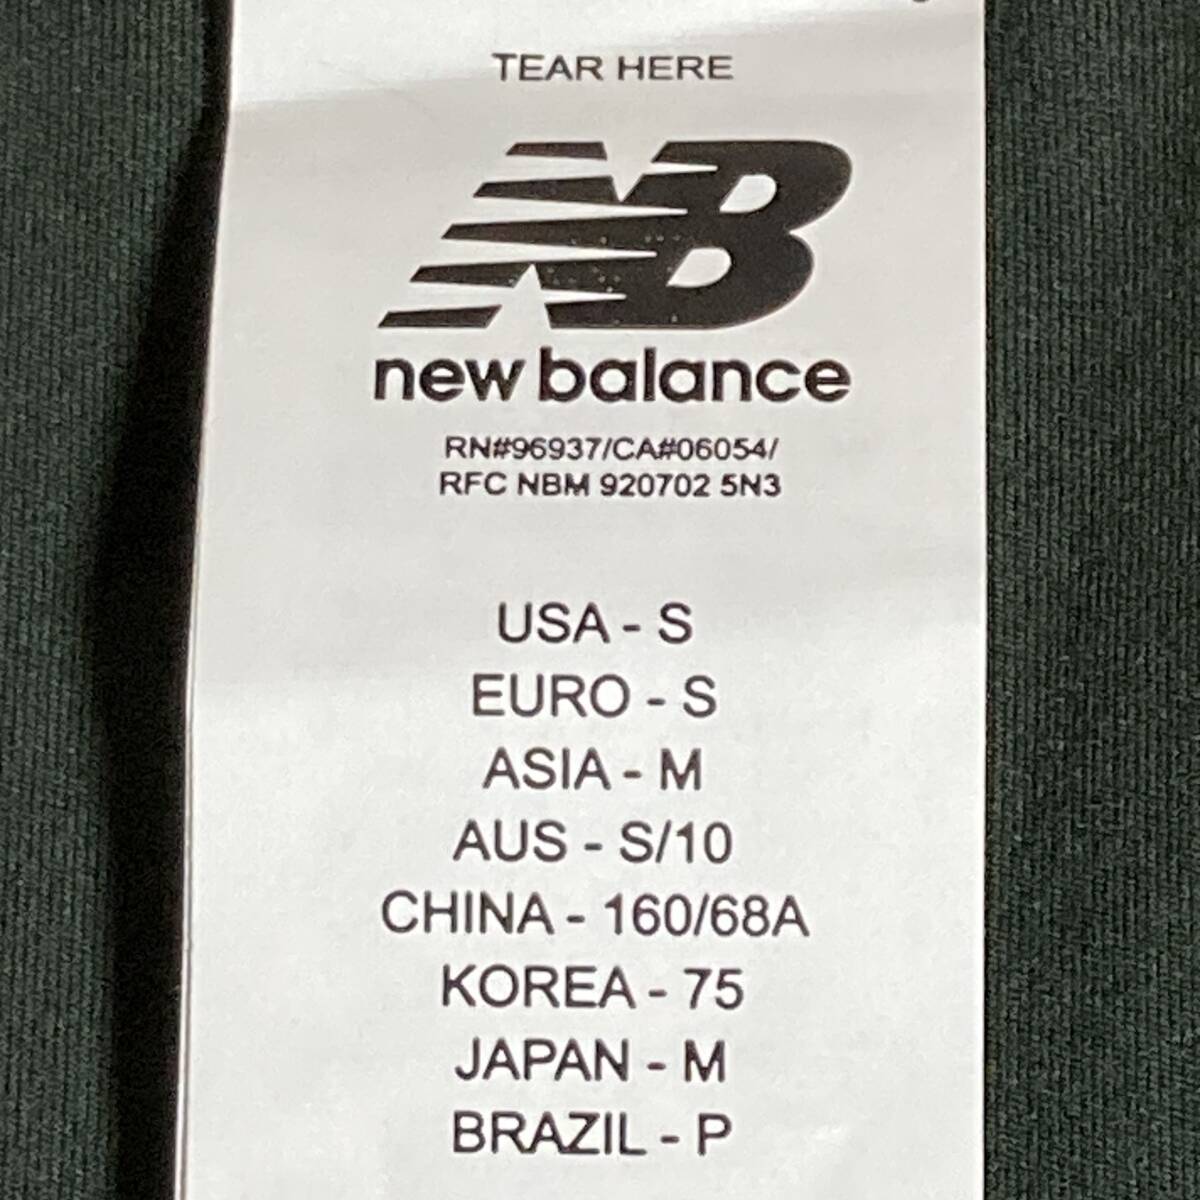 TEAR HERE
NB
new balance
RN#96937/CA#06054/
RFC NBM 920702 5N3
USA - S
EURO - S
ASIA - M
AUS - S/10
CHINA - 160/68A
KOREA - 75
JAPAN - M
BRAZIL - P